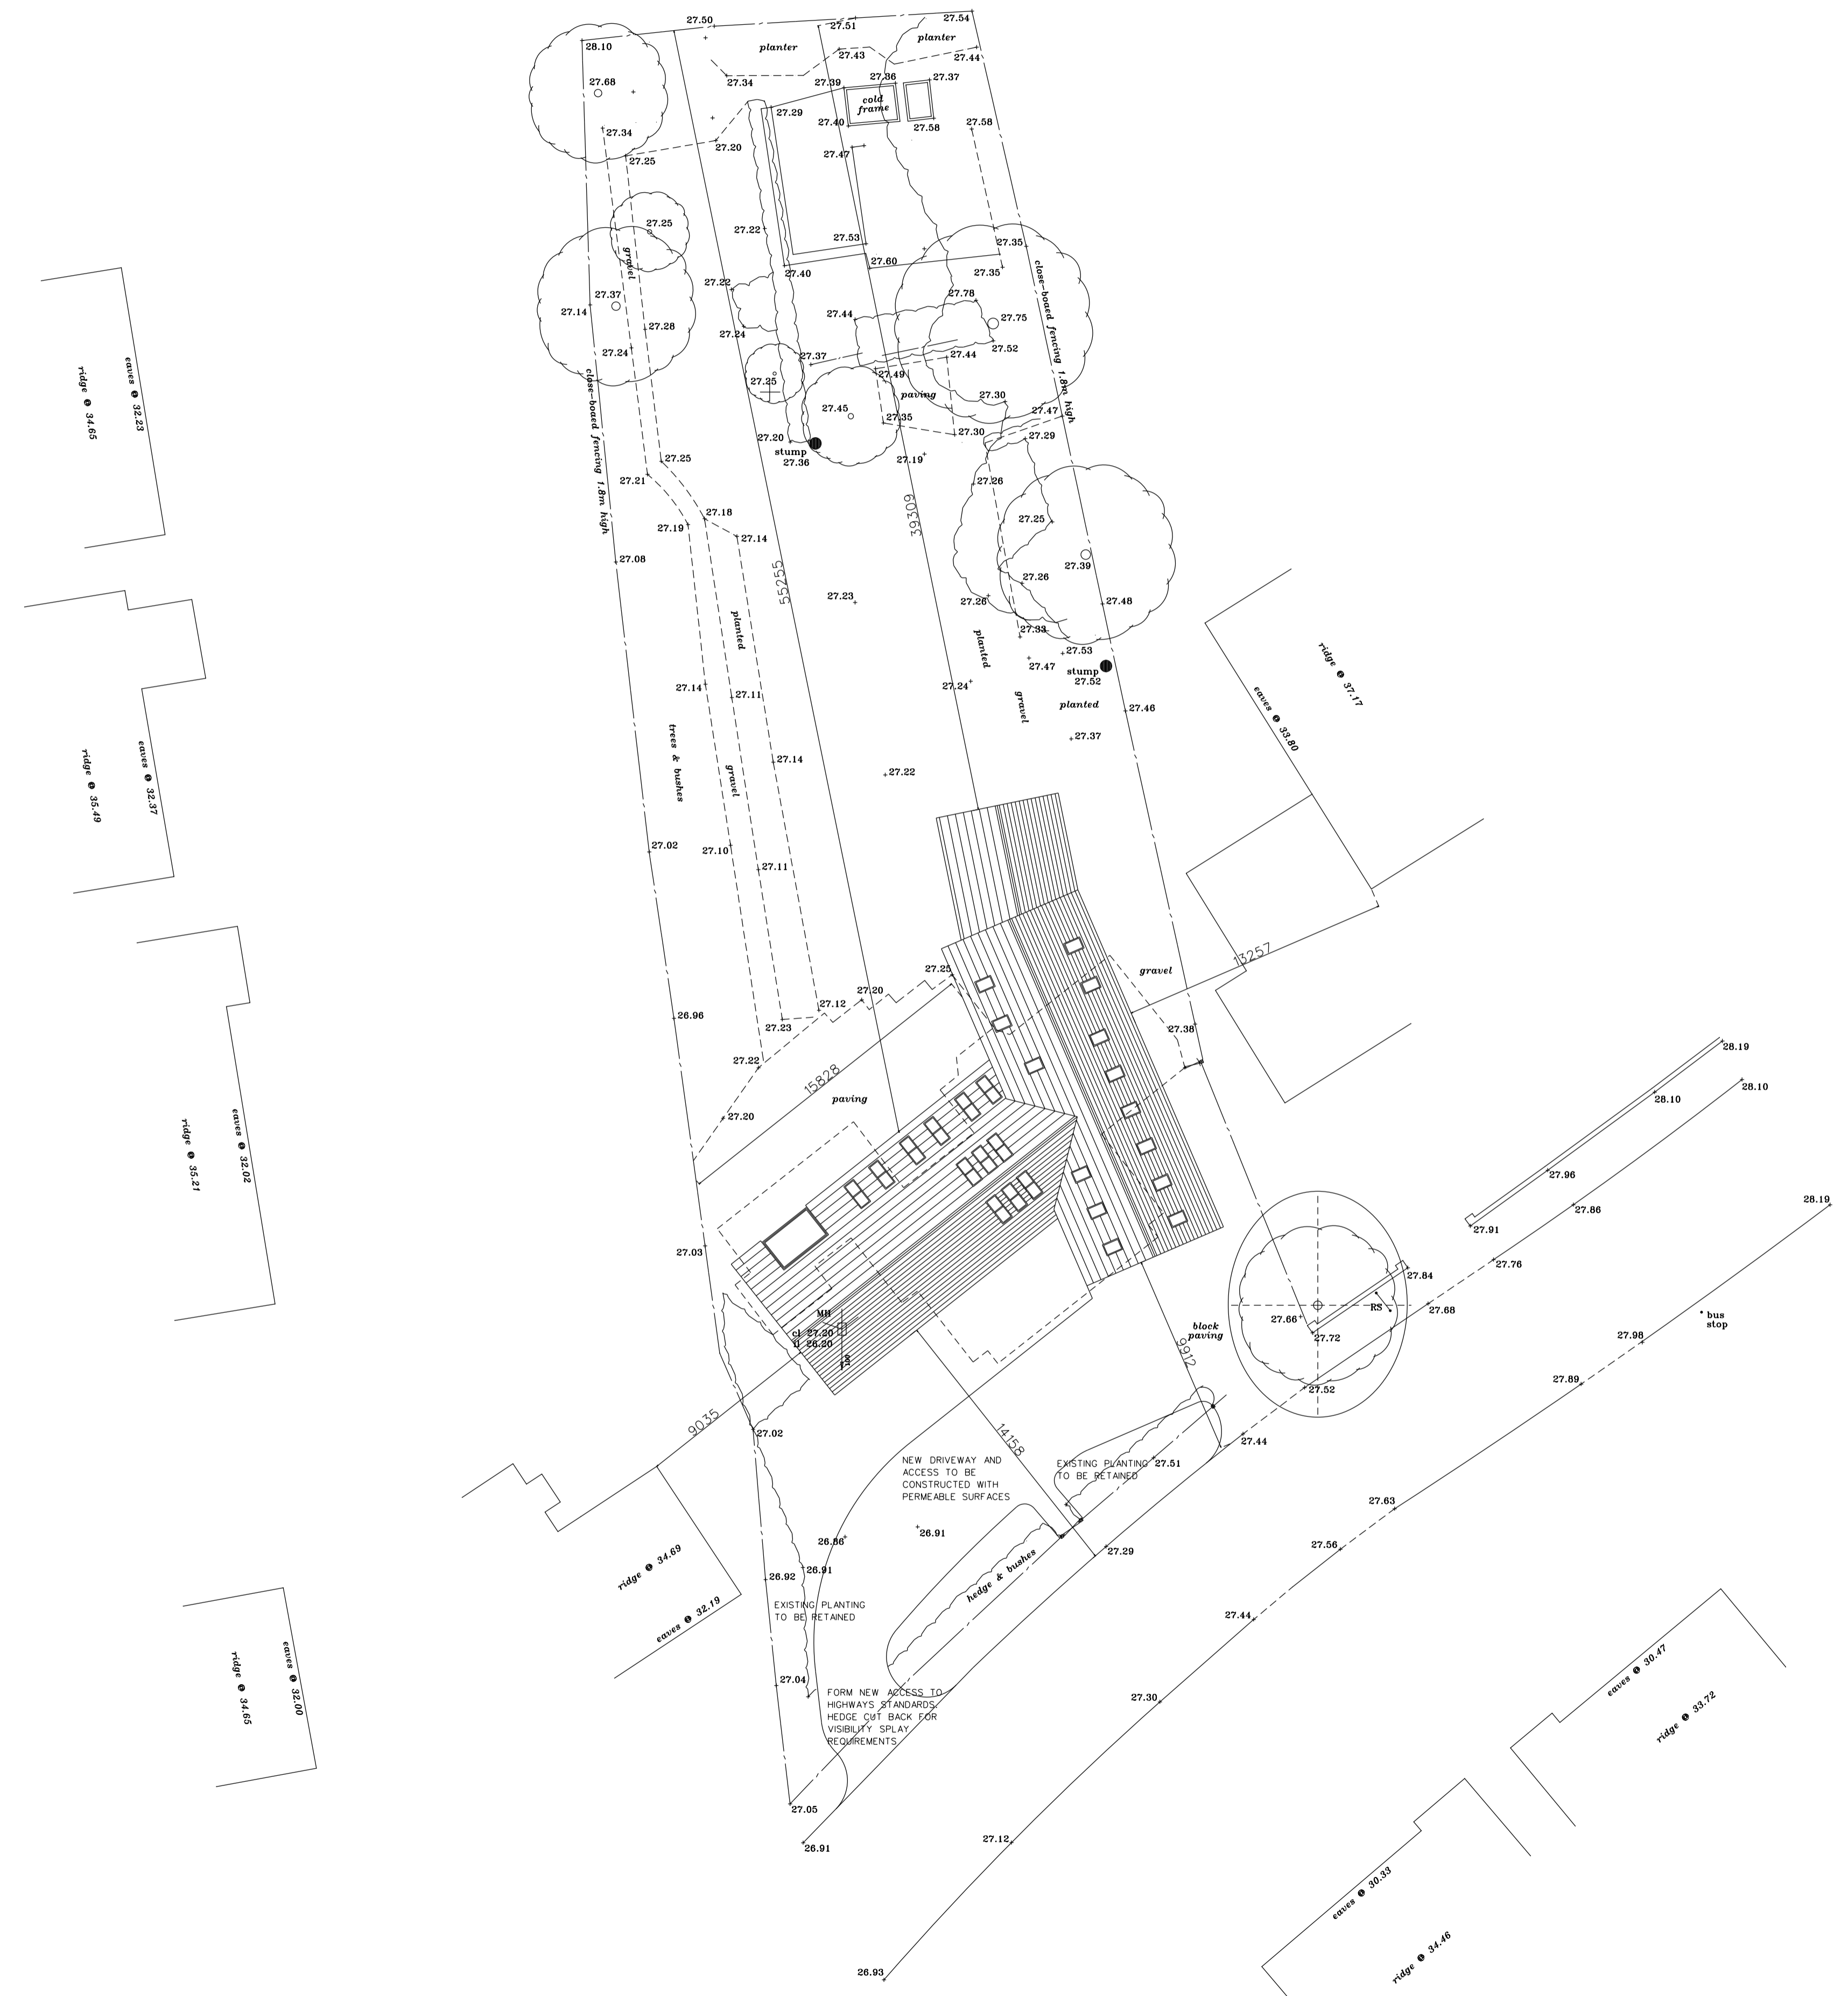 27.50
27.51
27.54
28.10
planter
planter
27.43
27.44
27.68
27.34
27.39
27.36
27.37
cold
frame
27.29
27.40
27.58
27.58
27.34
27.20
27.47
27.25
27.25
27.22
27.53
27.35
gravel
27.60
27.40
27.35
27.22
27.37
27.78
27.14
27.44
27.75
27.28
27.24
close-boaed fencing 1.8m high
27.24
27.52
27.37
27.44
27.49
27.25
paving
27.30
close-boaed fencing 1.8m high
27.45
27.47
27.35
27.30
27.29
27.20
stump
27.36
27.19
27.25
27.21
27.26
39309
27.18
27.25
27.19
27.14
27.08
27.39
55255
27.26
27.23
27.26
27.48
27.33
planted
planted
27.53
27.47
stump
27.52
27.24
27.14
27.11
gravel
planted
27.46
27.37
trees & bushes
27.14
gravel
27.22
27.02
27.10
27.11
eaves @ 32.23
ridge @ 34.65
eaves @ 32.37
ridge @ 35.49
eaves @ 32.02
ridge @ 35.21
eaves @ 32.00
ridge @ 34.65
ridge @ 37.17
eaves @ 33.80
13257
gravel
27.25
27.20
27.12
26.96
27.23
27.38
27.22
15828
paving
27.20
28.19
28.10
28.10
27.96
28.19
27.91
27.86
27.03
27.76
27.84
RS
27.68
27.66
27.72
bus
stop
MH
cl 27.20
il 26.20
100
block
paving
27.98
9912
27.89
27.52
9035
27.02
14158
27.44
NEW DRIVEWAY AND
ACCESS TO BE
CONSTRUCTED WITH
PERMEABLE SURFACES
EXISTING PLANTING
TO BE RETAINED
27.51
27.63
26.91
26.86
27.56
27.29
ridge @ 34.69
26.91
26.92
hedge & bushes
eaves @ 32.19
EXISTING PLANTING
TO BE RETAINED
27.44
27.04
FORM NEW ACCESS TO
HIGHWAYS STANDARDS.
HEDGE CUT BACK FOR
VISIBILITY SPLAY
REQUIREMENTS
27.30
27.05
26.91
27.12
26.93
eaves @ 30.47
ridge @ 33.72
eaves @ 30.33
ridge @ 34.46